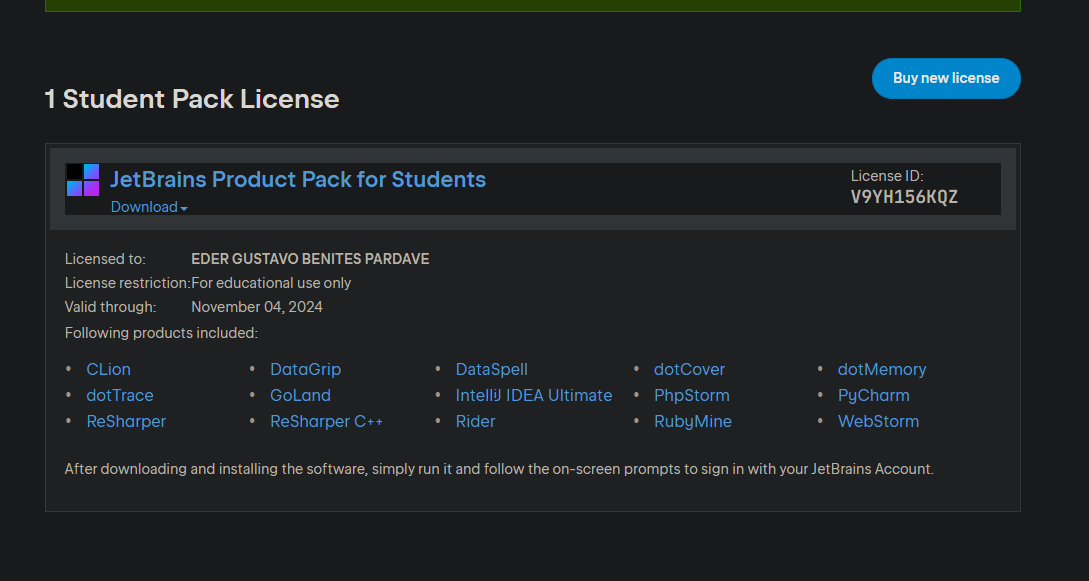 Buy new license
1 Student Pack License
JetBrains Product Pack for Students
Download
License ID:
V9YH156KQZ
Licensed to: EDER GUSTAVO BENITES PARDAVE
License restriction: For educational use only
Valid through: November 04, 2024
Following products included:
• CLion • DataGrip • DataSpell • dotCover • dotMemory
• dotTrace • GoLand • IntelliJ IDEA Ultimate • PhpStorm • PyCharm
• ReSharper • ReSharper C++ • Rider • RubyMine • WebStorm
After downloading and installing the software, simply run it and follow the on-screen prompts to sign in with your JetBrains Account.